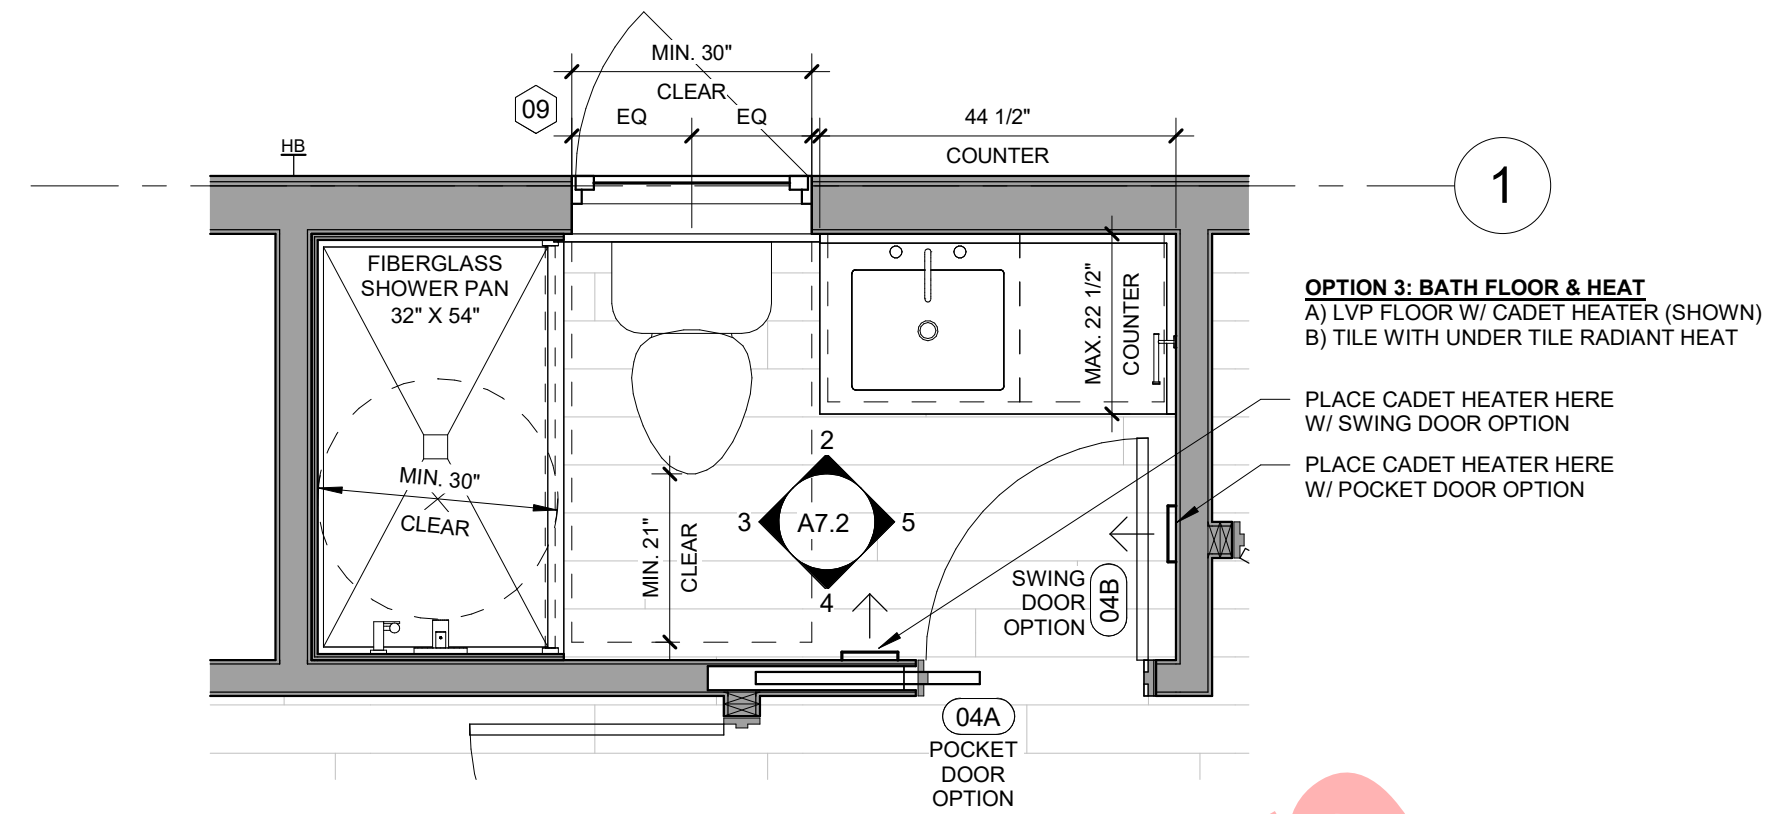 MIN. 30"
CLEAR
EQ
EQ
09
44 1/2"
COUNTER
HB
1
FIBERGLASS
SHOWER PAN
32" X 54"
MAX. 22 1/2"
COUNTER
OPTION 3: BATH FLOOR & HEAT
A) LVP FLOOR W/ CADET HEATER (SHOWN)
B) TILE WITH UNDER TILE RADIANT HEAT
PLACE CADET HEATER HERE
W/ SWING DOOR OPTION
PLACE CADET HEATER HERE
W/ POCKET DOOR OPTION
MIN. 30"
CLEAR
MIN. 21"
CLEAR
2
3
A7.2
5
4
SWING
DOOR
OPTION
04B
04A
POCKET
DOOR
OPTION